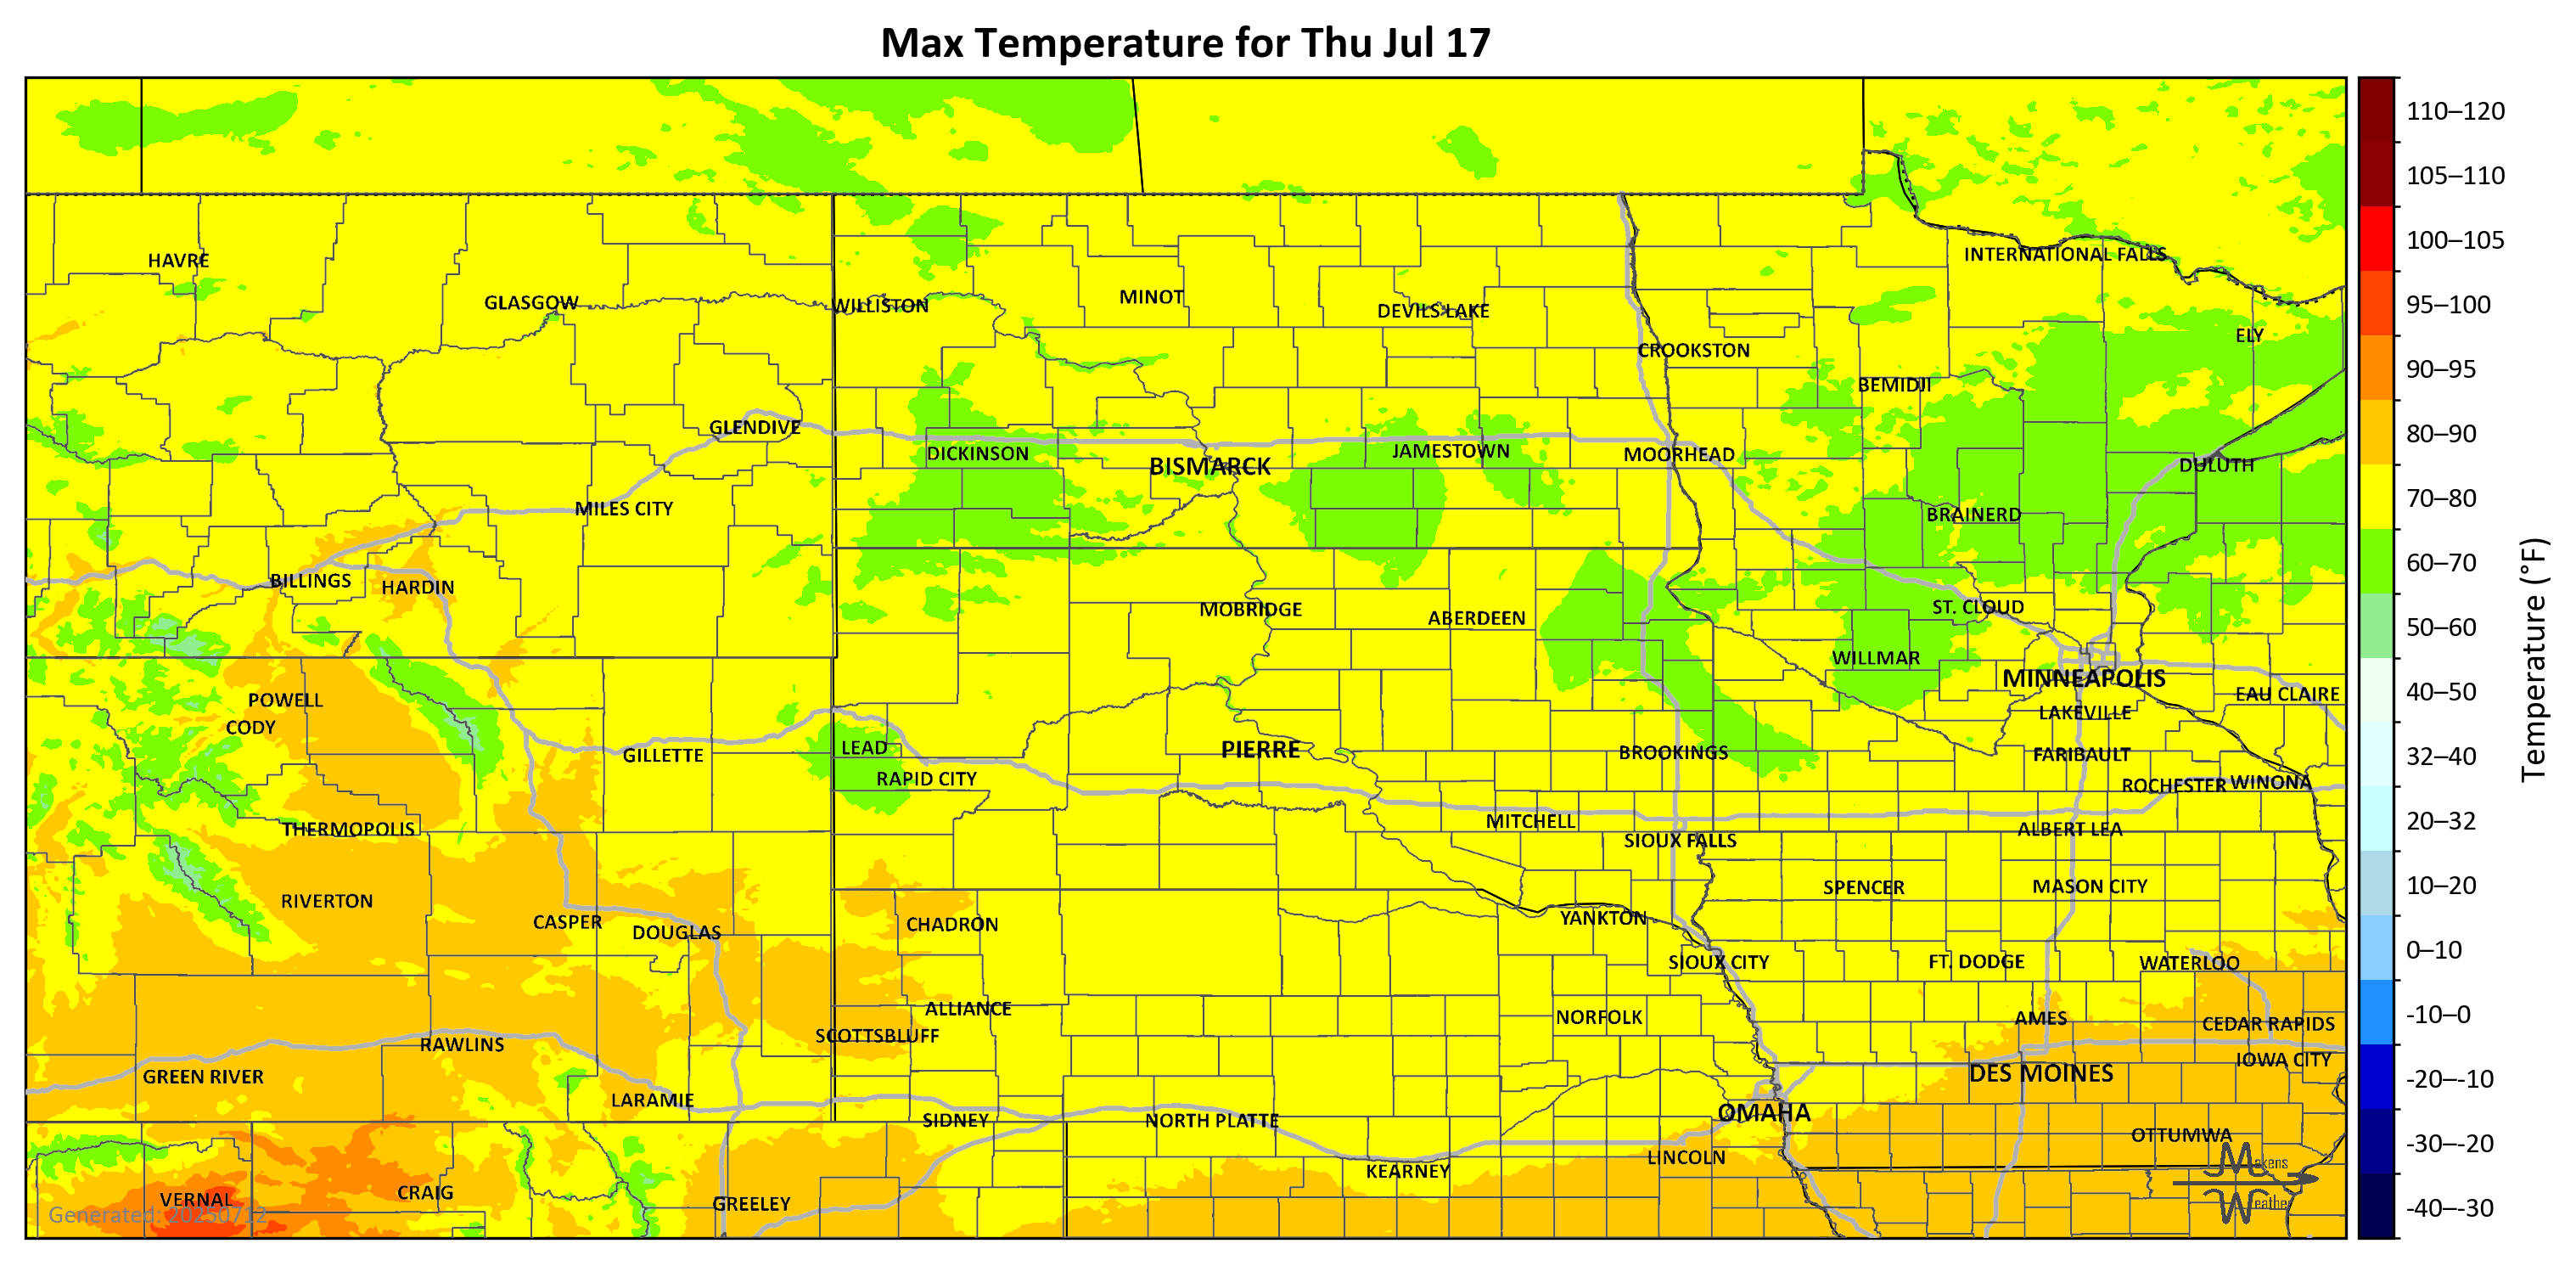 Max Temperature for Thu Jul 17
HAVRE
GLASGOW
WILLISTON
MINOT
DEVILS LAKE
INTERNATIONAL FALLS
CROOKSTON
ELY
BEMIDJI
GLENDIVE
DICKINSON
BISMARCK
JAMESTOWN
MOORHEAD
DULUTH
MILES CITY
BRAINERD
BILLINGS
HARDIN
MOBRIDGE
ABERDEEN
ST. CLOUD
WILLMAR
MINNEAPOLIS
EAU CLAIRE
POWELL
CODY
LAKEVILLE
GILLETTE
LEAD
RAPID CITY
PIERRE
BROOKINGS
FARIBAULT
ROCHESTER
WINONA
THERMOPOLIS
MITCHELL
SIOUX FALLS
ALBERT LEA
RIVERTON
CASPER
DOUGLAS
CHADRON
YANKTON
SPENCER
MASON CITY
SIOUX CITY
FT. DODGE
WATERLOO
ALLIANCE
SCOTTSBLUFF
NORFOLK
AMES
CEDAR RAPIDS
RAWLINS
IOWA CITY
GREEN RIVER
DES MOINES
LARAMIE
SIDNEY
NORTH PLATTE
OMAHA
OTTUMWA
KEARNEY
LINCOLN
VERNAL
CRAIG
GREELEY
Generated: 20250712
Makens
Weather
110–120
105–110
100–105
95–100
90–95
80–90
70–80
60–70
50–60
40–50
32–40
20–32
10–20
0–10
-10–0
-20–-10
-30–-20
-40–-30
Temperature (°F)